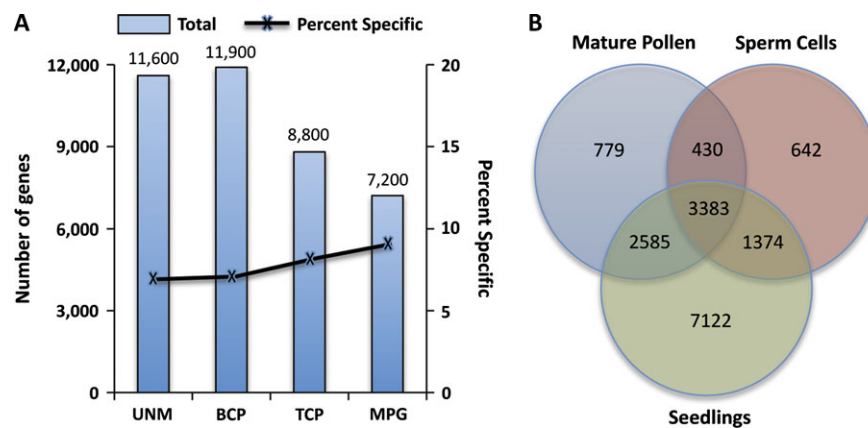 A
Total
Percent Specific
12,000
9,000
6,000
3,000
0
Number of genes
11,600
11,900
8,800
7,200
20
15
10
5
0
Percent Specific
UNM BCP TCP MPG
B
Mature Pollen
Sperm Cells
779
430
642
3383
2585
1374
7122
Seedlings